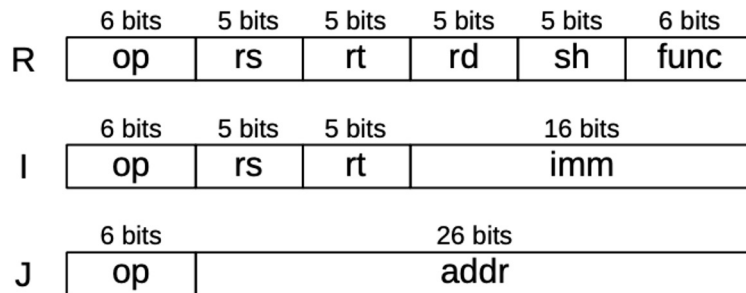 6 bits 5 bits 5 bits 5 bits 5 bits 6 bits
R op rs rt rd sh func
6 bits 5 bits 5 bits 16 bits
I op rs rt imm
6 bits 26 bits
J op addr